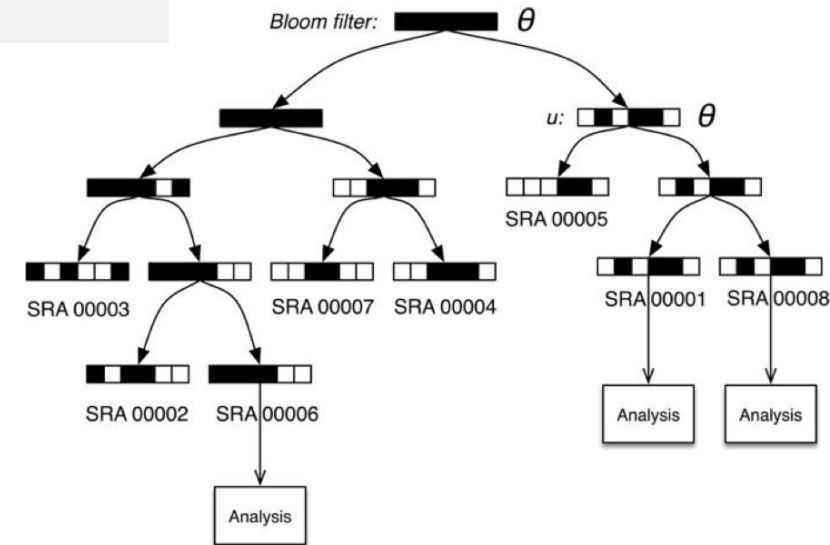 Bloom filter: θ
u: θ
SRA 00005
SRA 00003
SRA 00007
SRA 00004
SRA 00001
SRA 00008
SRA 00002
SRA 00006
Analysis
Analysis
Analysis